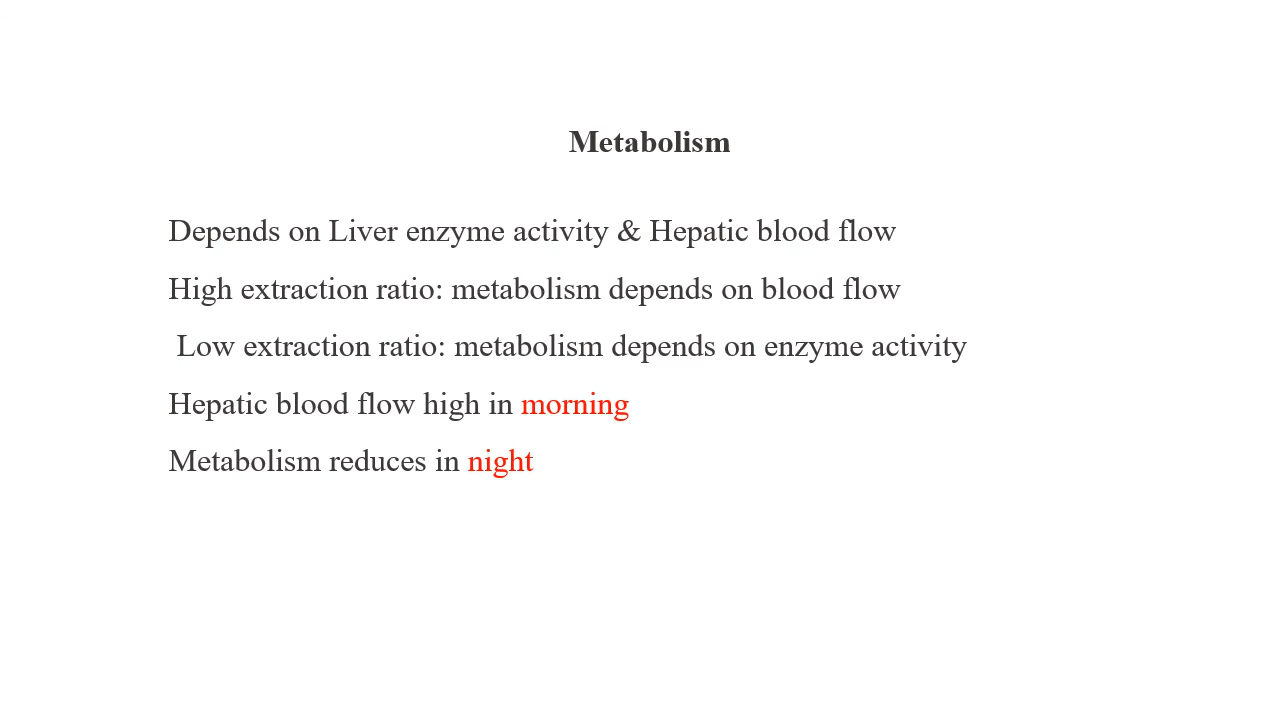 Metabolism
Depends on Liver enzyme activity & Hepatic blood flow
High extraction ratio: metabolism depends on blood flow
Low extraction ratio: metabolism depends on enzyme activity
Hepatic blood flow high in morning
Metabolism reduces in night